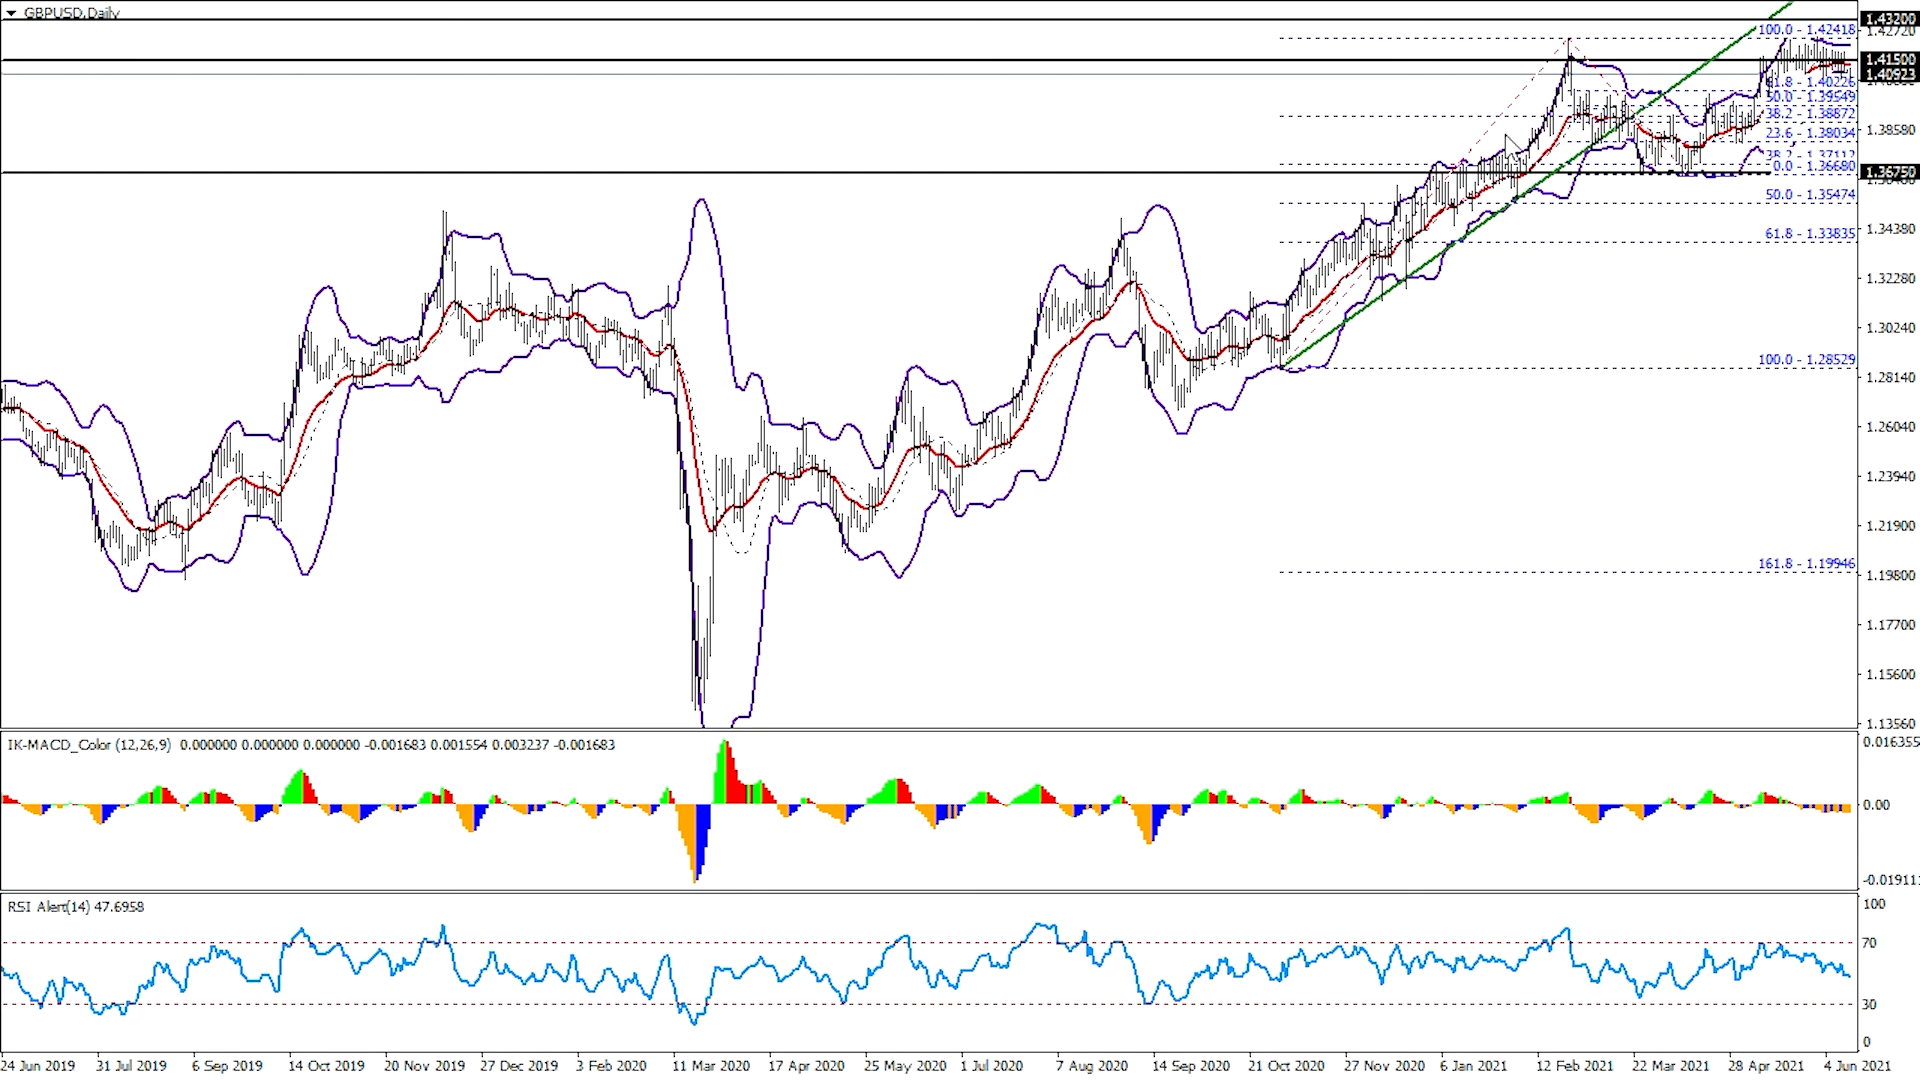 GBPUSD,Daily
1.43200
100.0 - 1.42418
1.42720
1.41500
1.40923
61.8 - 1.40226
50.0 - 1.39549
38.2 - 1.38872
1.38580
23.6 - 1.38034
38.2 - 1.37112
0.0 - 1.36680
1.36750
50.0 - 1.35474
1.34380
61.8 - 1.33835
1.32280
1.30240
100.0 - 1.28529
1.28140
1.26040
1.23940
1.21900
161.8 - 1.19946
1.19800
1.17700
1.15600
1.13560
IK-MACD_Color (12,26,9) 0.000000 0.000000 0.000000 -0.001683 0.001554 0.003237 -0.001683
0.016355
0.00
-0.01911
RSI Alert(14) 47.6958
100
70
30
0
24 Jun 2019 31 Jul 2019 6 Sep 2019 14 Oct 2019 20 Nov 2019 27 Dec 2019 3 Feb 2020 11 Mar 2020 17 Apr 2020 25 May 2020 1 Jul 2020 7 Aug 2020 14 Sep 2020 21 Oct 2020 27 Nov 2020 6 Jan 2021 12 Feb 2021 22 Mar 2021 28 Apr 2021 4 Jun 2021